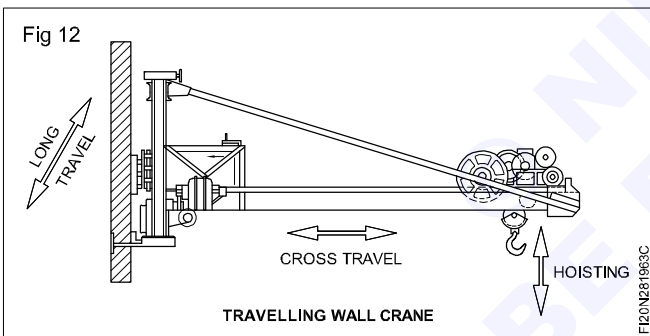 Fig 12
LONG
TRAVEL
CROSS TRAVEL
HOISTING
TRAVELLING WALL CRANE
FI20N281963C